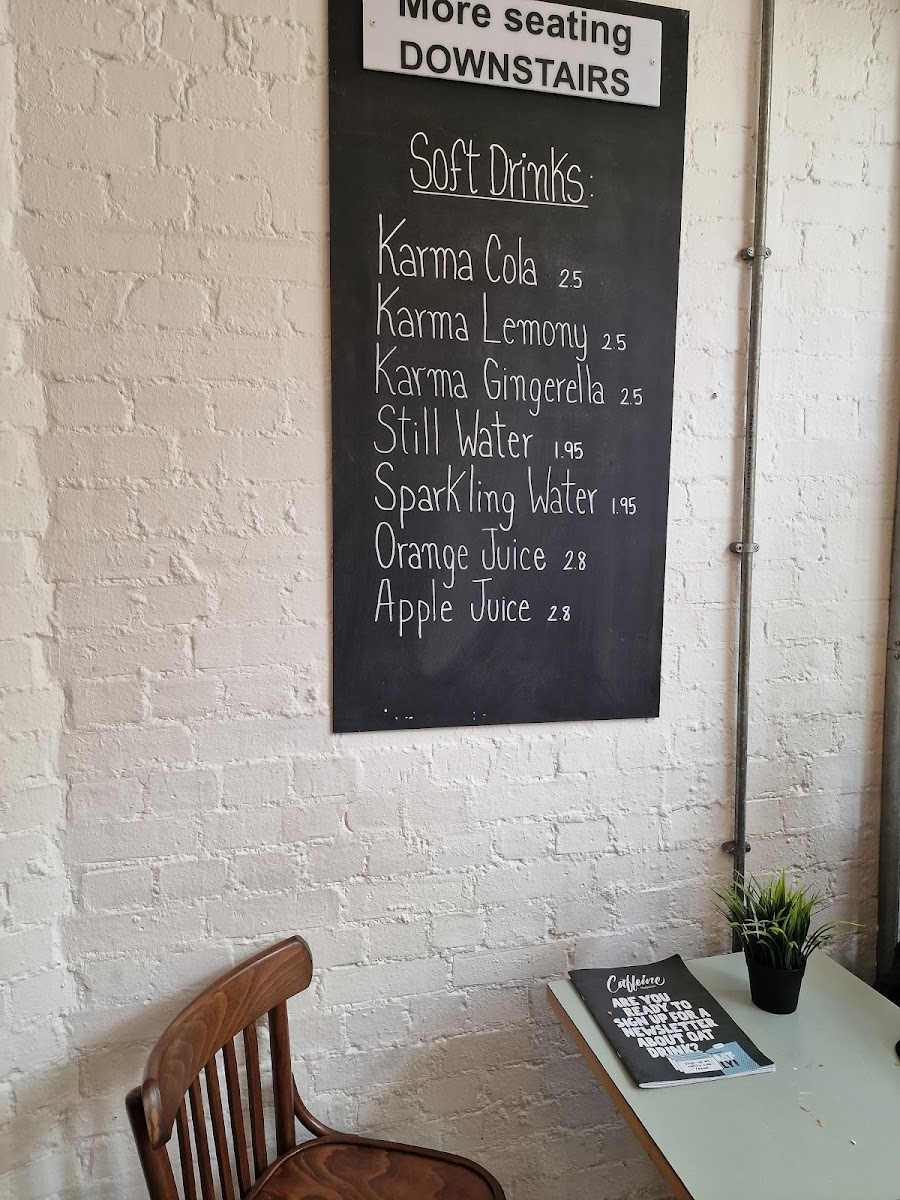 More seating
DOWNSTAIRS
Soft Drinks:
Karma Cola 2.5
Karma Lemony 2.5
Karma Gingerella 2.5
Still Water 1.95
Sparkling Water 1.95
Orange Juice 2.8
Apple Juice 2.8
Caffeine
ARE YOU
READY TO
SIGN UP FOR A
NEWSLETTER
ABOUT OAT
DRINK?